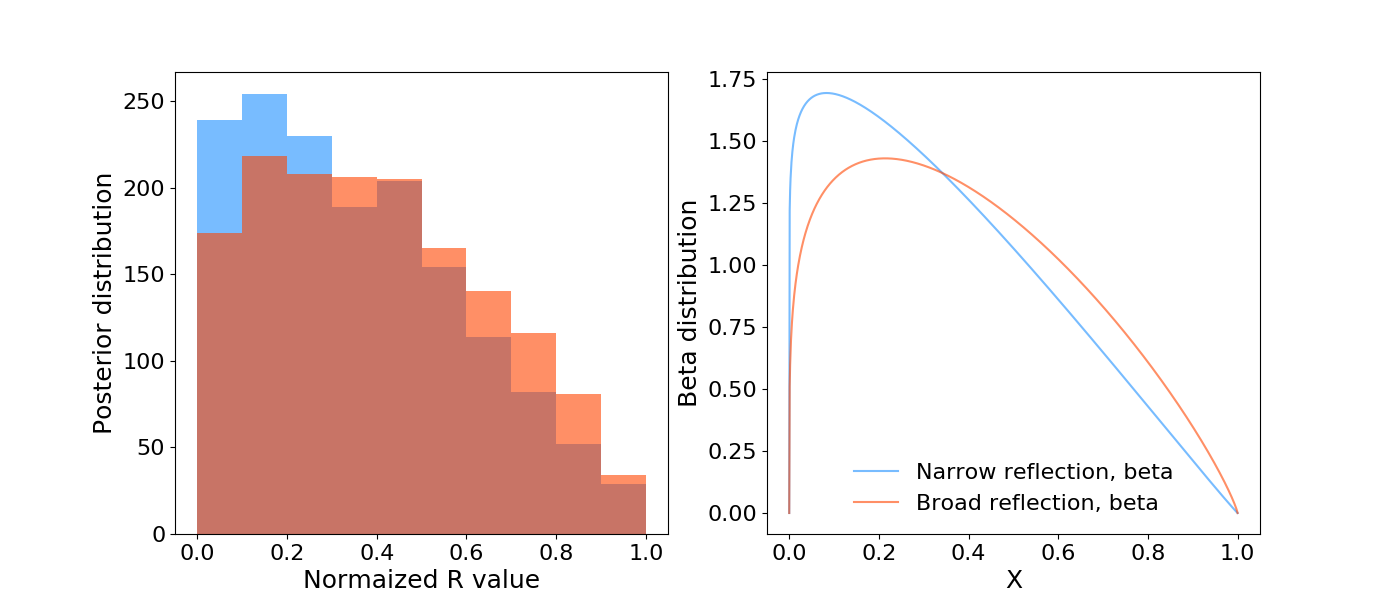 Posterior distribution
250
200
150
100
50
0
0.0 0.2 0.4 0.6 0.8 1.0
Normaized R value
Beta distribution
1.75
1.50
1.25
1.00
0.75
0.50
0.25
0.00
Narrow reflection, beta
Broad reflection, beta
0.0 0.2 0.4 0.6 0.8 1.0
X